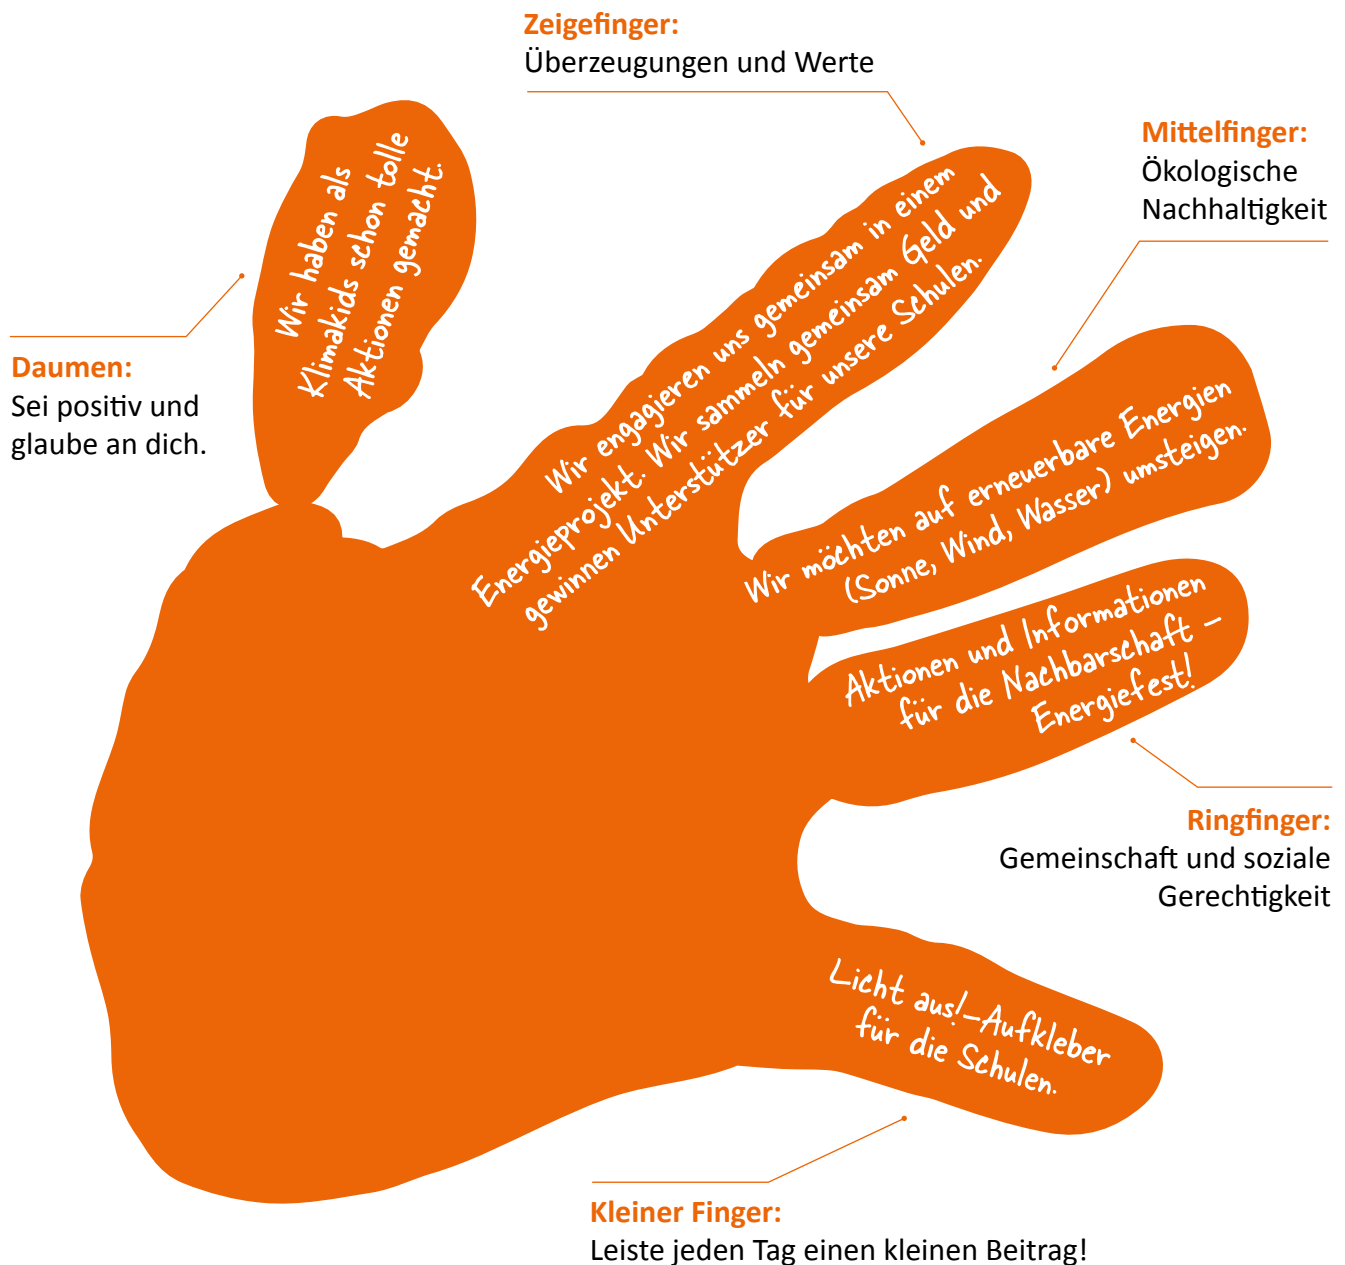 Zeigefinger:
Überzeugungen und Werte
Mittelfinger:
Ökologische
Nachhaltigkeit
Daumen:
Sei positiv und
glaube an dich.
Wir haben als
Klimakids schon tolle
Aktionen gemacht.
Wir engagieren uns gemeinsam in einem
Energieprojekt. Wir sammeln gemeinsam Geld und
gewinnen Unterstützer für unsere Schulen.
Wir möchten auf erneuerbare Energien
(Sonne, Wind, Wasser) umsteigen.
Aktionen und Informationen
für die Nachbarschaft –
Energiefest!
Ringfinger:
Gemeinschaft und soziale
Gerechtigkeit
Licht aus!–Aufkleber
für die Schulen.
Kleiner Finger:
Leiste jeden Tag einen kleinen Beitrag!